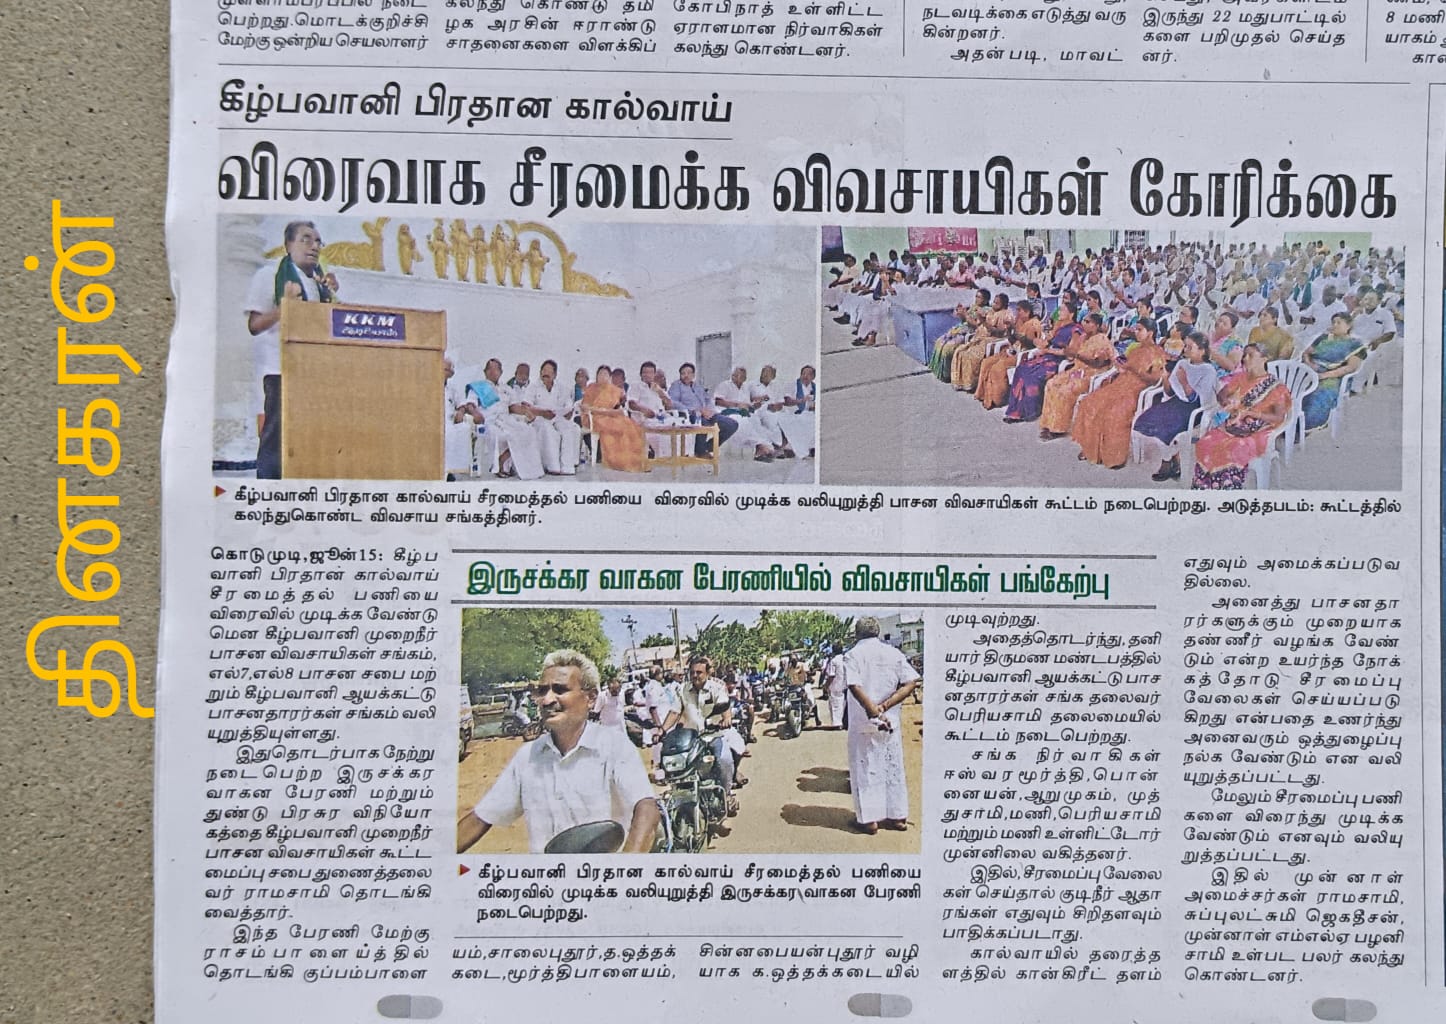 பெற்றது.மொடக்குறிச்சி
மேற்கு ஒன்றிய செயலாளர்
கலந்து கொண்டு தமி
ழக அரசின் ஈராண்டு
சாதனைகளை விளக்கிப்
கோபிநாத் உள்ளிட்ட
ஏராளமான நிர்வாகிகள்
கலந்து கொண்டனர்.
நடவடிக்கை எடுத்து வரு
கின்றனர்.
அதன்படி, மாவட்
இருந்து 22 மதுபாட்டில்
களை பறிமுதல் செய்த
னர்.
8 மணி
யாகம்
கால்
தினகரன்
கீழ்பவானி பிரதான கால்வாய்
விரைவாக சீரமைக்க விவசாயிகள் கோரிக்கை
KKM
கீழ்பவானி பிரதான கால்வாய் சீரமைத்தல் பணியை விரைவில் முடிக்க வலியுறுத்தி பாசன விவசாயிகள் கூட்டம் நடைபெற்றது. அடுத்தபடம்: கூட்டத்தில்
கலந்துகொண்ட விவசாய சங்கத்தினர்.
கொடுமுடி,ஜூன்15: கீழ்ப
வானி பிரதான கால்வாய்
சீரமைத்தல் பணியை
விரைவில் முடிக்க வேண்டு
மென கீழ்பவானி முறைநீர்
பாசன விவசாயிகள் சங்கம்,
எல்7,எல்8 பாசன சபை மற்
றும் கீழ்பவானி ஆயக்கட்டு
பாசனதாரர்கள் சங்கம் வலி
யுறுத்தியுள்ளது.
இதுதொடர்பாக நேற்று
நடைபெற்ற இருசக்கர
வாகன பேரணி மற்றும்
துண்டு பிரசுர விநியோ
கத்தை கீழ்பவானி முறைநீர்
பாசன விவசாயிகள் கூட்ட
மைப்பு சபை துணைத்தலை
வர் ராமசாமி தொடங்கி
வைத்தார்.
இந்த பேரணி மேற்கு
ராசம்பாளையத்தில்
தொடங்கி குப்பம்பாளை
இருசக்கர வாகன பேரணியில் விவசாயிகள் பங்கேற்பு
கீழ்பவானி பிரதான கால்வாய் சீரமைத்தல் பணியை
விரைவில் முடிக்க வலியுறுத்தி இருசக்கர வாகன பேரணி
நடைபெற்றது.
யம்,சாலைபுதூர்,த.ஒத்தக்
கடை,மூர்த்திபாளையம்,
சின்னபையன்புதூர் வழி
யாக க.ஒத்தக்கடையில்
முடிவுற்றது.
அதைத்தொடர்ந்து,தனி
யார் திருமண மண்டபத்தில்
கீழ்பவானி ஆயக்கட்டு பாச
னதாரர்கள் சங்க தலைவர்
பெரியசாமி தலைமையில்
கூட்டம் நடைபெற்றது.
சங்க நிர்வாகிகள்
ஈஸ்வரமூர்த்தி,பொன்
னையன்,ஆறுமுகம், முத்
துசாமி,மணி,பெரியசாமி
மற்றும் மணி உள்ளிட்டோர்
முன்னிலை வகித்தனர்.
இதில்,சீரமைப்பு வேலை
கள் செய்தால் குடிநீர் ஆதா
ரங்கள் எதுவும் சிறிதளவும்
பாதிக்கப்படாது.
கால்வாயில் தரைத்த
ளத்தில் கான்கிரீட் தளம்
எதுவும் அமைக்கப்படுவ
தில்லை.
அனைத்து பாசனதா
ரர்களுக்கும் முறையாக
தண்ணீர் வழங்க வேண்
டும் என்ற உயர்ந்த நோக்
கத்தோடு சீரமைப்பு
வேலைகள் செய்யப்படு
கிறது என்பதை உணர்ந்து
அனைவரும் ஒத்துழைப்பு
நல்க வேண்டும் என வலி
யுறுத்தப்பட்டது.
மேலும் சீரமைப்பு பணி
களை விரைந்து முடிக்க
வேண்டும் எனவும் வலியு
றுத்தப்பட்டது.
இதில் முன்னாள்
அமைச்சர்கள் ராமசாமி,
சுப்புலட்சுமி ஜெகதீசன்,
முன்னாள் எம்எல்ஏ பழனி
சாமி உள்பட பலர் கலந்து
கொண்டனர்.